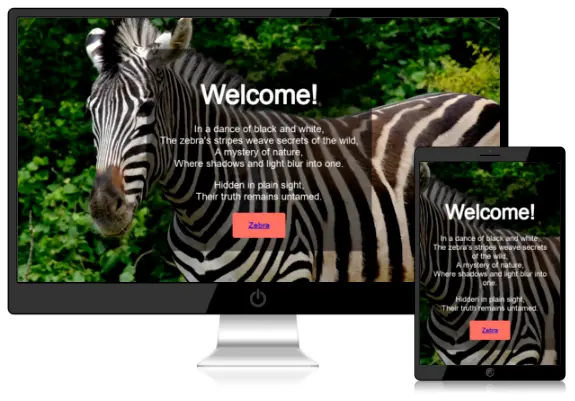 Welcome!
In a dance of black and white,
The zebra's stripes weave secrets of the wild,
A mystery of nature,
Where shadows and light blur into one.
Hidden in plain sight,
Their truth remains untamed.
Zebra
Welcome!
In a dance of black and white,
The zebra's stripes weave secrets
of the wild,
A mystery of nature,
Where shadows and light blur into
one.
Hidden in plain sight,
Their truth remains untamed.
Zebra